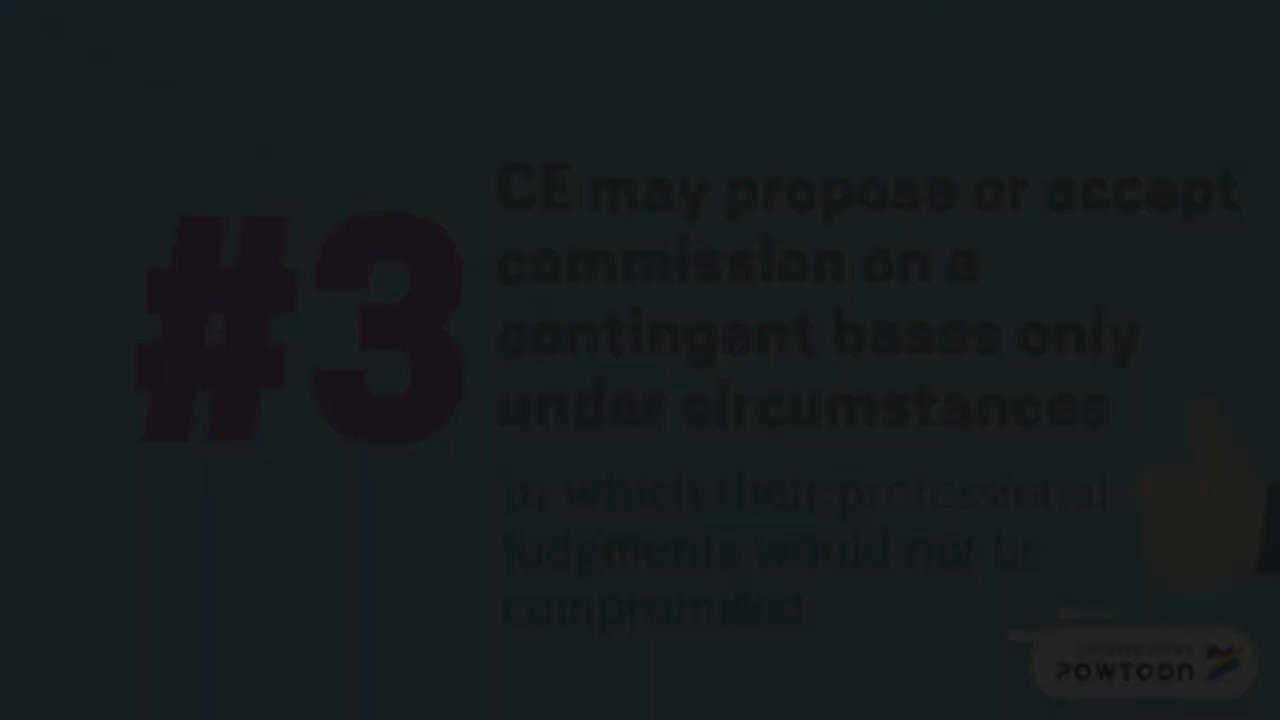 #3
CE may propose or accept
commission on a
contingent bases only
under circumstances
in which their professional
judgments would not be
compromised
POWTOON